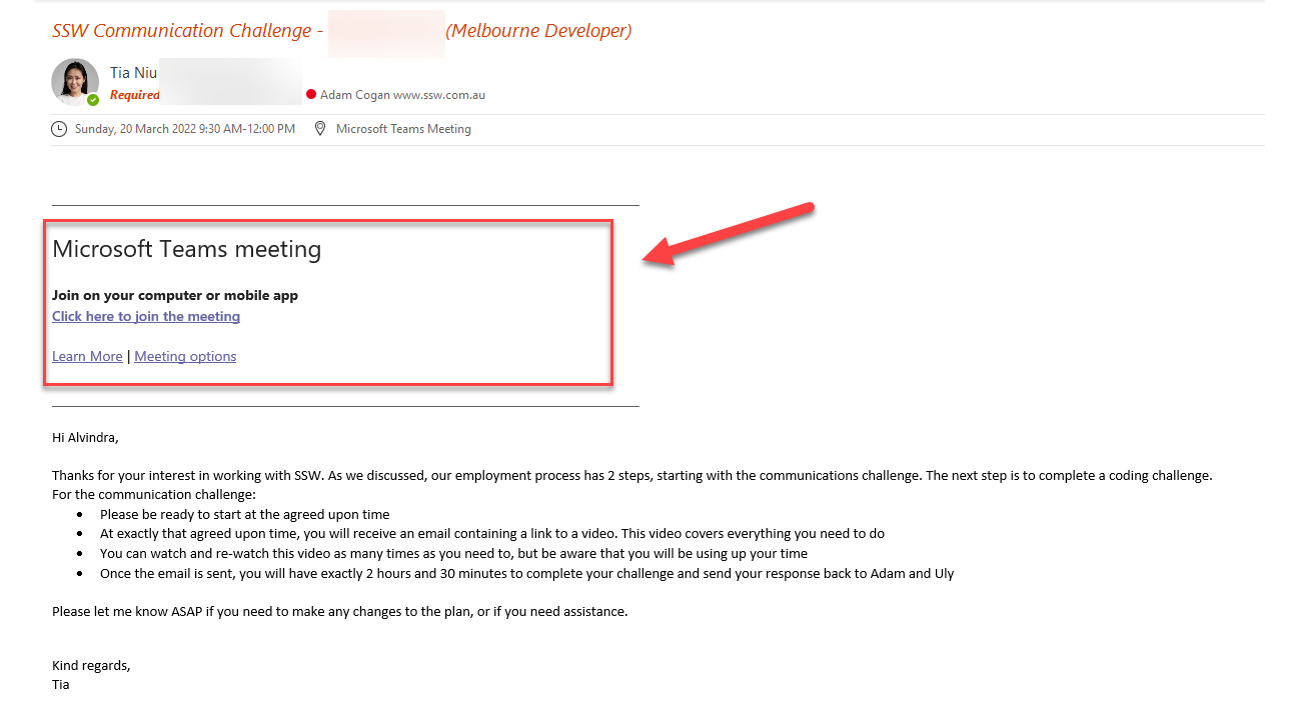 SSW Communication Challenge - (Melbourne Developer)
Tia Niu
Required Adam Cogan www.ssw.com.au
Sunday, 20 March 2022 9:30 AM-12:00 PM Microsoft Teams Meeting
Microsoft Teams meeting
Join on your computer or mobile app
Click here to join the meeting
Learn More | Meeting options
Hi Alvindra,
Thanks for your interest in working with SSW. As we discussed, our employment process has 2 steps, starting with the communications challenge. The next step is to complete a coding challenge.
For the communication challenge:
• Please be ready to start at the agreed upon time
• At exactly that agreed upon time, you will receive an email containing a link to a video. This video covers everything you need to do
• You can watch and re-watch this video as many times as you need to, but be aware that you will be using up your time
• Once the email is sent, you will have exactly 2 hours and 30 minutes to complete your challenge and send your response back to Adam and Uly
Please let me know ASAP if you need to make any changes to the plan, or if you need assistance.
Kind regards,
Tia